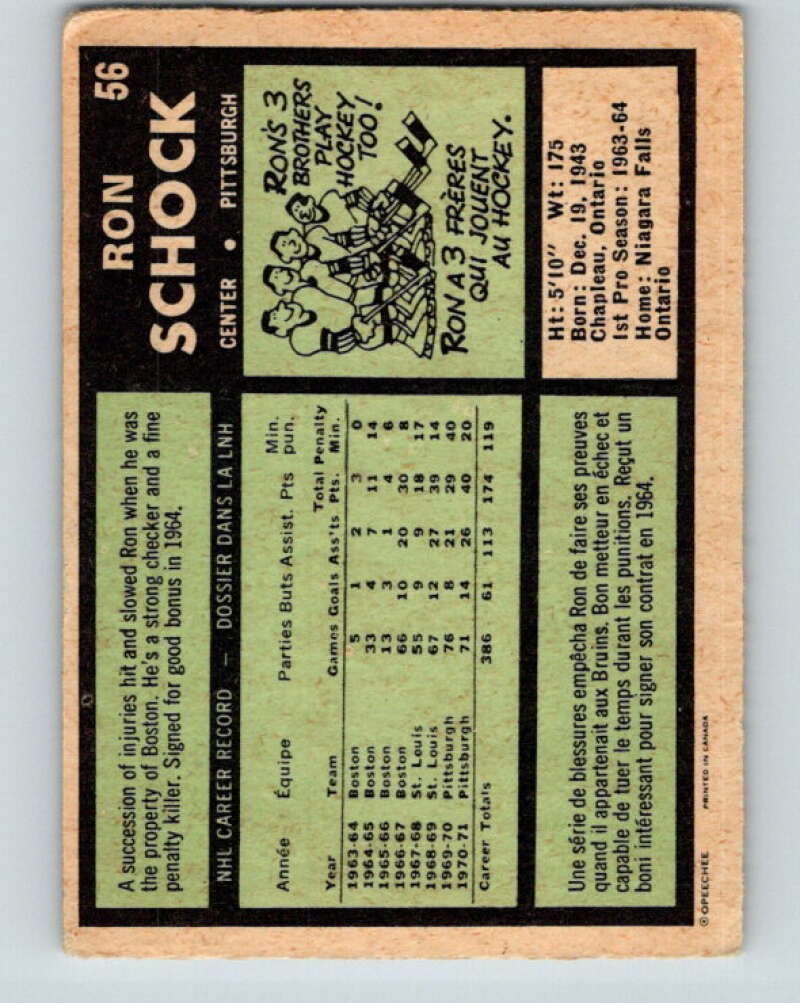 56
RON
SCHOCK
CENTER • PITTSBURGH
A succession of injuries hit and slowed Ron when he was
the property of Boston. He's a strong checker and a fine
penalty killer. Signed for good bonus in 1964.
NHL CAREER RECORD — DOSSIER DANS LA LNH
Année Équipe Parties Buts Assist. Pts Min. pun.
Year Team Games Goals Ass'ts Total Pts. Penalty Min.
1963-64 Boston 5 1 2 3 0
1964-65 Boston 33 4 7 11 14
1965-66 Boston 13 3 1 4 6
1966-67 Boston 66 10 20 30 8
1967-68 St. Louis 55 9 9 18 17
1968-69 St. Louis 67 12 27 39 14
1969-70 Pittsburgh 76 8 21 29 40
1970-71 Pittsburgh 71 14 26 40 20
Career Totals 386 61 113 174 119
RON'S 3
BROTHERS
PLAY
HOCKEY
TOO!
RON A 3 FRÈRES
QUI JOUENT
AU HOCKEY.
Une série de blessures empêcha Ron de faire ses preuves
quand il appartenait aux Bruins. Bon metteur en échec et
capable de tuer le temps durant les punitions. Reçut un
boni intéressant pour signer son contrat en 1964.
Ht: 5'10" Wt: 175
Born: Dec. 19, 1943
Chapleau, Ontario
1st Pro Season: 1963-64
Home: Niagara Falls
Ontario
© OPEECHEE PRINTED IN CANADA